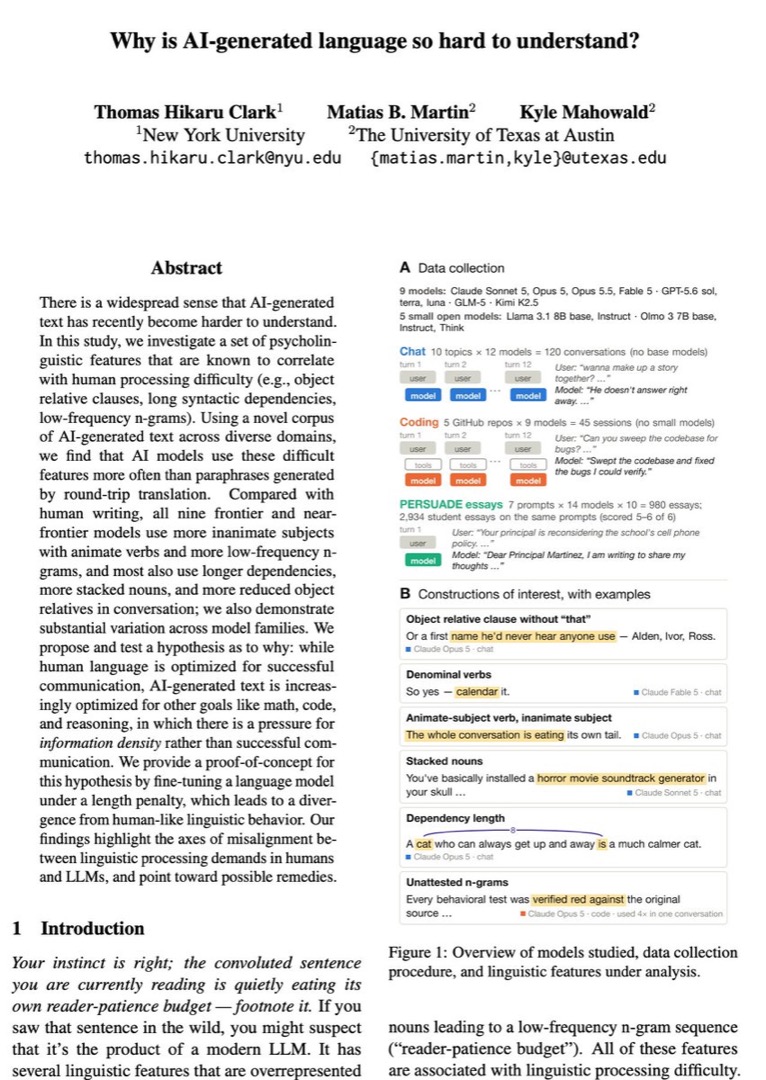 Why is AI-generated language so hard to understand?
Thomas Hikaru Clark¹ Matias B. Martin² Kyle Mahowald²
¹New York University ²The University of Texas at Austin
thomas.hikaru.clark@nyu.edu {matias.martin,kyle}@utexas.edu
Abstract
There is a widespread sense that AI-generated
text has recently become harder to understand.
In this study, we investigate a set of psycholin-
guistic features that are known to correlate
with human processing difficulty (e.g., object
relative clauses, long syntactic dependencies,
low-frequency n-grams). Using a novel corpus
of AI-generated text across diverse domains,
we find that AI models use these difficult
features more often than paraphrases generated
by round-trip translation. Compared with
human writing, all nine frontier and near-
frontier models use more inanimate subjects
with animate verbs and more low-frequency n-
grams, and most also use longer dependencies,
more stacked nouns, and more reduced object
relatives in conversation; we also demonstrate
substantial variation across model families. We
propose and test a hypothesis as to why: while
human language is optimized for successful
communication, AI-generated text is increas-
ingly optimized for other goals like math, code,
and reasoning, in which there is a pressure for
information density rather than successful com-
munication. We provide a proof-of-concept for
this hypothesis by fine-tuning a language model
under a length penalty, which leads to a diver-
gence from human-like linguistic behavior. Our
findings highlight the axes of misalignment be-
tween linguistic processing demands in humans
and LLMs, and point toward possible remedies.
1 Introduction
Your instinct is right; the convoluted sentence
you are currently reading is quietly eating its
own reader-patience budget — footnote it. If you
saw that sentence in the wild, you might suspect
that it's the product of a modern LLM. It has
several linguistic features that are overrepresented
A Data collection
9 models: Claude Sonnet 5, Opus 5, Opus 5.5, Fable 5 · GPT-5.6 sol,
terra, luna · GLM-5 · Kimi K2.5
5 small open models: Llama 3.1 8B base, Instruct · Olmo 3 7B base,
Instruct, Think
Chat 10 topics × 12 models = 120 conversations (no base models)
turn 1 turn 2 turn 12
user user ... user
model model model
User: "wanna make up a story
together? ..."
Model: "He doesn't answer right
away. ..."
Coding 5 GitHub repos × 9 models = 45 sessions (no small models)
turn 1 turn 2 turn 12
user user user
tools tools ... tools
model model model
User: "Can you sweep the codebase for
bugs? ..."
Model: "Swept the codebase and fixed
the bugs I could verify."
PERSUADE essays 7 prompts × 14 models × 10 = 980 essays;
2,934 student essays on the same prompts (scored 5–6 of 6)
turn 1
user
model
User: "Your principal is reconsidering the school's cell phone
policy. ..."
Model: "Dear Principal Martinez, I am writing to share my
thoughts ..."
B Constructions of interest, with examples
Object relative clause without "that"
Or a first name he'd never hear anyone use — Alden, Ivor, Ross.
Claude Opus 5 · chat
Denominal verbs
So yes — calendar it. Claude Fable 5 · chat
Animate-subject verb, inanimate subject
The whole conversation is eating its own tail. Claude Opus 5 · chat
Stacked nouns
You've basically installed a horror movie soundtrack generator in
your skull ... Claude Sonnet 5 · chat
Dependency length
8
A cat who can always get up and away is a much calmer cat.
Claude Opus 5 · chat
Unattested n-grams
Every behavioral test was verified red against the original
source ... Claude Opus 5 · code · used 4× in one conversation
Figure 1: Overview of models studied, data collection
procedure, and linguistic features under analysis.
nouns leading to a low-frequency n-gram sequence
("reader-patience budget"). All of these features
are associated with linguistic processing difficulty.